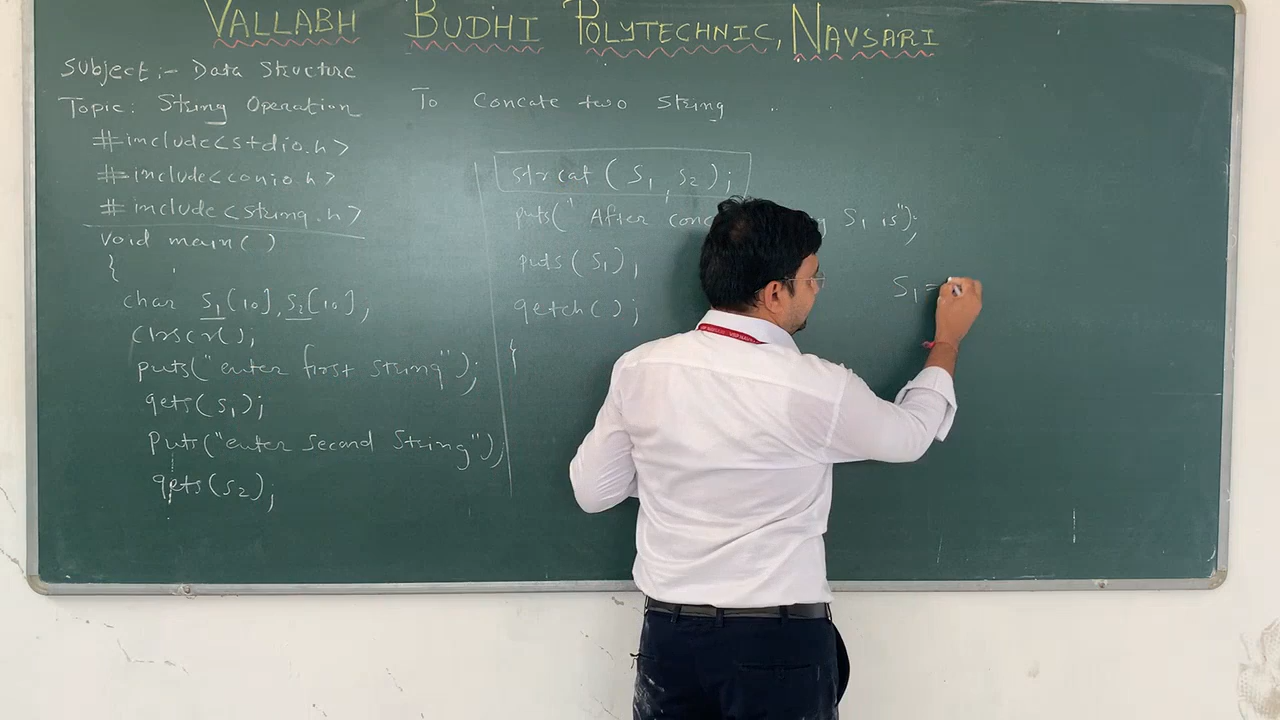 VALLABH BUDHI POLYTECHNIC, NAVSARI
Subject:- Data Structure
Topic: String Operation To Concate two String
#include<stdio.h>
#include<conio.h>
#include<string.h>
void main( )
{
char S1[10], S2[10];
clrscr();
puts("enter first string");
gets(S1);
puts("enter second String");
gets(S2);
strcat (S1, S2);
puts(" After S1 is");
puts (S1);
getch();
}
S1=